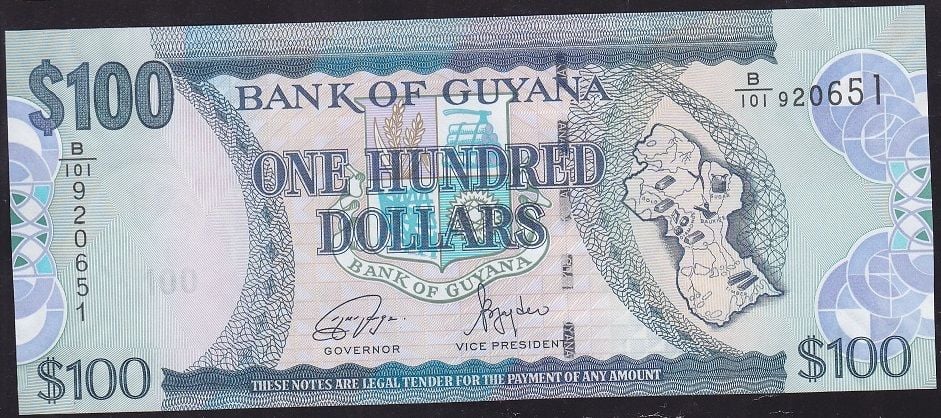 $100
BANK OF GUYANA
B/101 920651
B/101 920651
ONE HUNDRED
DOLLARS
BANK OF GUYANA
GOVERNOR
VICE PRESIDENT
$100
$100
THESE NOTES ARE LEGAL TENDER FOR THE PAYMENT OF ANY AMOUNT